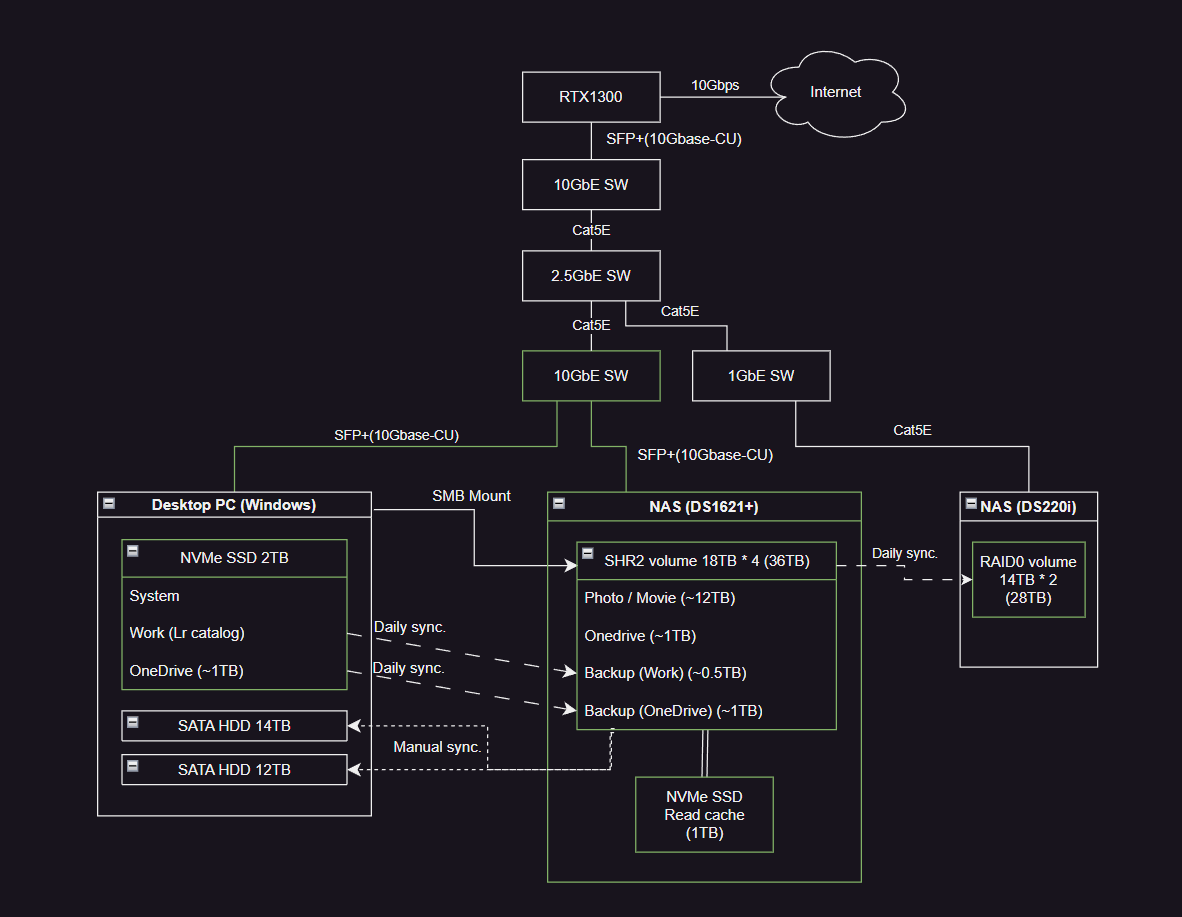 RTX1300
10Gbps
Internet
SFP+(10Gbase-CU)
10GbE SW
Cat5E
2.5GbE SW
Cat5E
Cat5E
10GbE SW
1GbE SW
SFP+(10Gbase-CU)
Cat5E
SFP+(10Gbase-CU)
Desktop PC (Windows)
NVMe SSD 2TB
System
Work (Lr catalog)
OneDrive (~1TB)
SATA HDD 14TB
SATA HDD 12TB
SMB Mount
Daily sync.
Daily sync.
Manual sync.
NAS (DS1621+)
SHR2 volume 18TB * 4 (36TB)
Photo / Movie (~12TB)
Onedrive (~1TB)
Backup (Work) (~0.5TB)
Backup (OneDrive) (~1TB)
NVMe SSD
Read cache
(1TB)
Daily sync.
NAS (DS220i)
RAID0 volume
14TB * 2
(28TB)